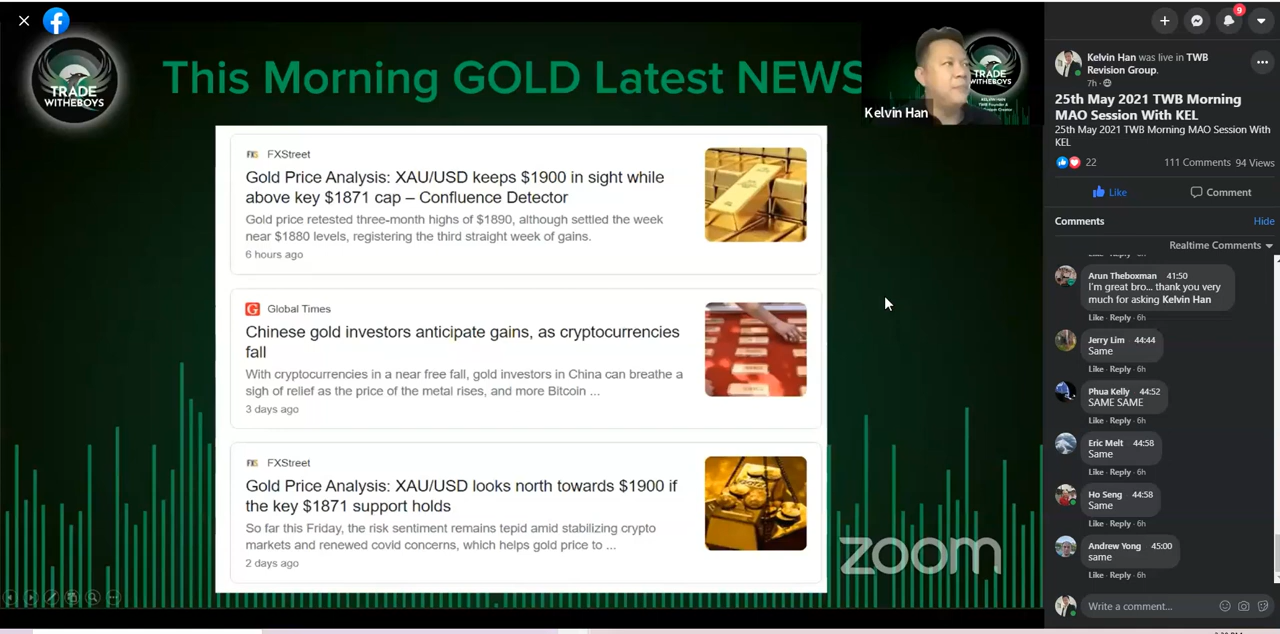 This Morning GOLD Latest NEWS
TRADE
WITHEBOYS
TRADE
WITHEBOYS
Kelvin Han
FXStreet
Gold Price Analysis: XAU/USD keeps $1900 in sight while
above key $1871 cap – Confluence Detector
Gold price retested three-month highs of $1890, although settled the week
near $1880 levels, registering the third straight week of gains.
6 hours ago
Global Times
Chinese gold investors anticipate gains, as cryptocurrencies
fall
With cryptocurrencies in a near free fall, gold investors in China can breathe a
sigh of relief as the price of the metal rises, and more Bitcoin ...
3 days ago
FXStreet
Gold Price Analysis: XAU/USD looks north towards $1900 if
the key $1871 support holds
So far this Friday, the risk sentiment remains tepid amid stabilizing crypto
markets and renewed covid concerns, which helps gold price to ...
2 days ago
zoom
9
Kelvin Han was live in TWB
Revision Group.
7h
25th May 2021 TWB Morning
MAO Session With KEL
25th May 2021 TWB Morning MAO Session With
KEL
22
111 Comments 94 Views
Like
Comment
Comments
Hide
Realtime Comments
Arun Theboxman 41:50
I'm great bro... thank you very
much for asking Kelvin Han
Like · Reply · 6h
Jerry Lim 44:44
Same
Like · Reply · 6h
Phua Kelly 44:52
SAME SAME
Like · Reply · 6h
Eric Melt 44:58
Same
Like · Reply · 6h
Ho Seng 44:58
Same
Like · Reply · 6h
Andrew Yong 45:00
same
Like · Reply · 6h
Write a comment...